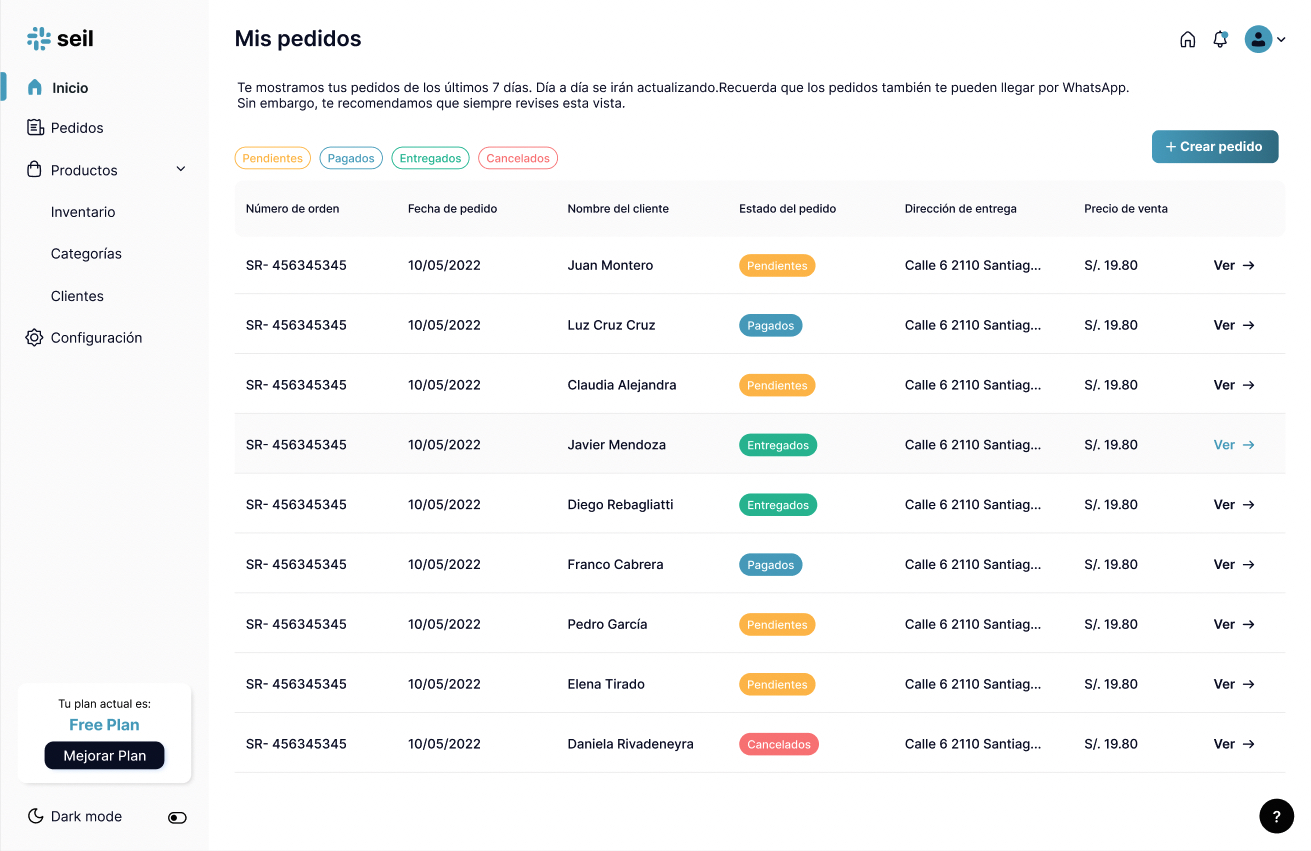 seil
Mis pedidos
Inicio
Pedidos
Productos
Inventario
Categorías
Clientes
Configuración
Te mostramos tus pedidos de los últimos 7 días. Día a día se irán actualizando.Recuerda que los pedidos también te pueden llegar por WhatsApp.
Sin embargo, te recomendamos que siempre revises esta vista.
Pendientes Pagados Entregados Cancelados
+ Crear pedido
Número de orden Fecha de pedido Nombre del cliente Estado del pedido Dirección de entrega Precio de venta
SR- 456345345 10/05/2022 Juan Montero Pendientes Calle 6 2110 Santiag... S/. 19.80 Ver →
SR- 456345345 10/05/2022 Luz Cruz Cruz Pagados Calle 6 2110 Santiag... S/. 19.80 Ver →
SR- 456345345 10/05/2022 Claudia Alejandra Pendientes Calle 6 2110 Santiag... S/. 19.80 Ver →
SR- 456345345 10/05/2022 Javier Mendoza Entregados Calle 6 2110 Santiag... S/. 19.80 Ver →
SR- 456345345 10/05/2022 Diego Rebagliatti Entregados Calle 6 2110 Santiag... S/. 19.80 Ver →
SR- 456345345 10/05/2022 Franco Cabrera Pagados Calle 6 2110 Santiag... S/. 19.80 Ver →
SR- 456345345 10/05/2022 Pedro García Pendientes Calle 6 2110 Santiag... S/. 19.80 Ver →
SR- 456345345 10/05/2022 Elena Tirado Pendientes Calle 6 2110 Santiag... S/. 19.80 Ver →
SR- 456345345 10/05/2022 Daniela Rivadeneyra Cancelados Calle 6 2110 Santiag... S/. 19.80 Ver →
Tu plan actual es:
Free Plan
Mejorar Plan
Dark mode
?